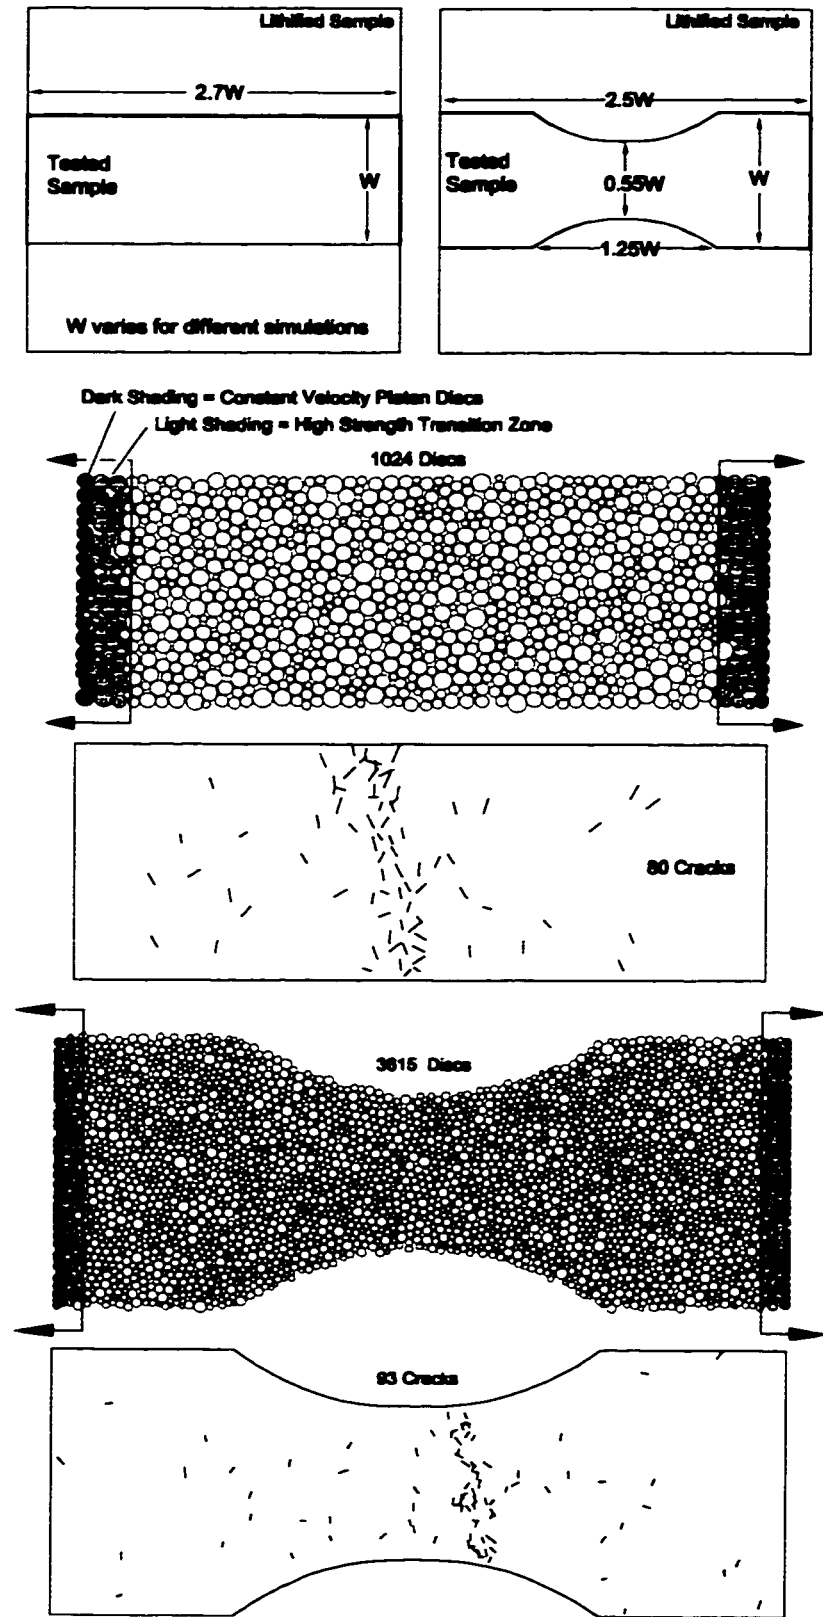 Lithified Sample
2.7W
Tested
Sample
W
W varies for different simulations
Lithified Sample
2.5W
Tested
Sample
0.55W
W
1.25W
Dark Shading = Constant Velocity Platen Discs
Light Shading = High Strength Transition Zone
1024 Discs
80 Cracks
3615 Discs
93 Cracks